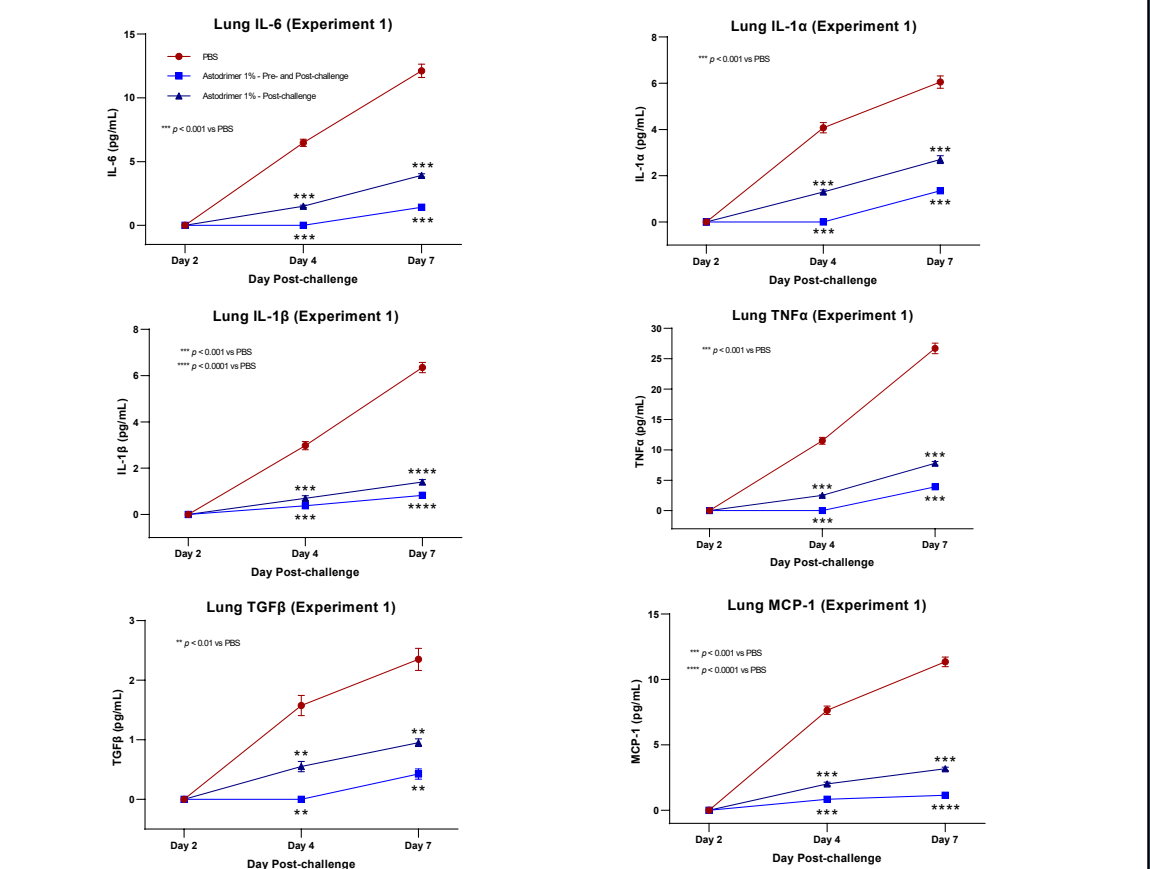 Lung IL-6 (Experiment 1)
15
10
5
0
IL-6 (pg/mL)
PBS
Astodrimer 1% - Pre- and Post-challenge
Astodrimer 1% - Post-challenge
*** p < 0.001 vs PBS
***
***
***
***
Day 2
Day 4
Day 7
Day Post-challenge
Lung IL-1α (Experiment 1)
8
6
4
2
0
IL-1α (pg/mL)
*** p < 0.001 vs PBS
***
***
***
***
Day 2
Day 4
Day 7
Day Post-challenge
Lung IL-1β (Experiment 1)
8
6
4
2
0
IL-1β (pg/mL)
*** p < 0.001 vs PBS
**** p < 0.0001 vs PBS
****
***
****
***
Day 2
Day 4
Day 7
Day Post-challenge
Lung TNFα (Experiment 1)
30
25
20
15
10
5
0
TNFα (pg/mL)
*** p < 0.001 vs PBS
***
***
***
***
Day 2
Day 4
Day 7
Day Post-challenge
Lung TGFβ (Experiment 1)
3
2
1
0
TGFβ (pg/mL)
** p < 0.01 vs PBS
**
**
**
**
Day 2
Day 4
Day 7
Day Post-challenge
Lung MCP-1 (Experiment 1)
15
10
5
0
MCP-1 (pg/mL)
*** p < 0.001 vs PBS
**** p < 0.0001 vs PBS
***
***
****
***
Day 2
Day 4
Day 7
Day Post-challenge